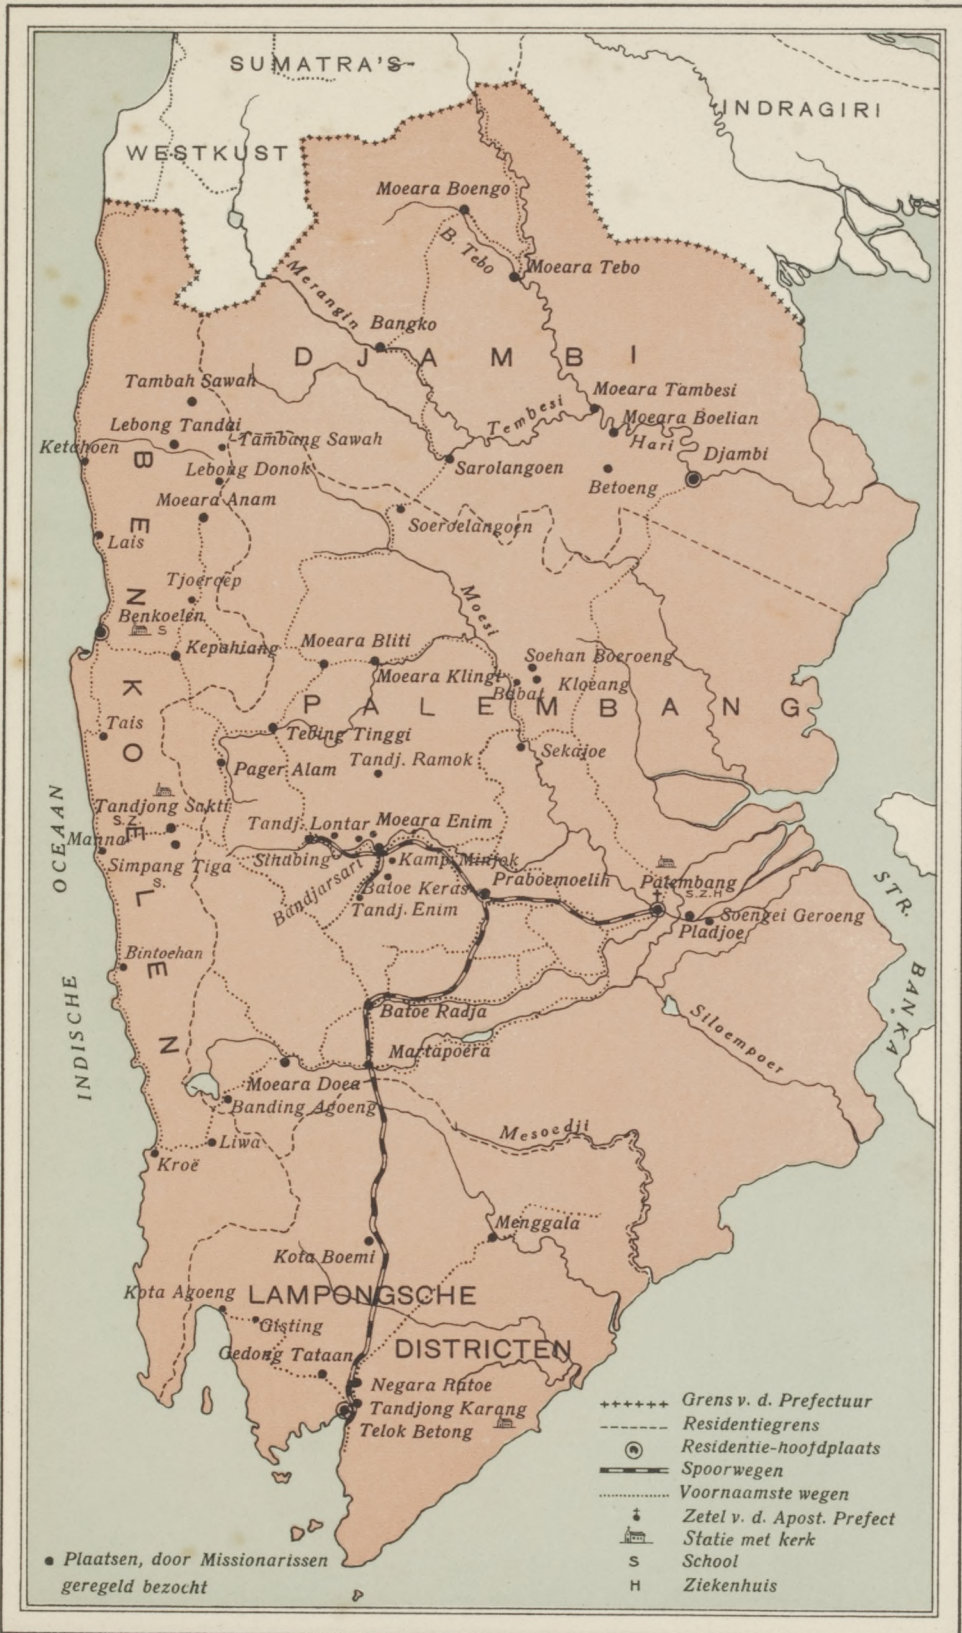 SUMATRA'S-
INDRAGIRI
WESTKUST
Moeara Boengo
B. Tebo
Moeara Tebo
Merangin
Bangko
DJAMBI
Tambah Sawah
Moeara Tambesi
Lebong Tandai
Tembesi
Moeara Boelian
Ketahoen
Tambang Sawah
Hari
Djambi
Lebong Donok
Sarolangoen
Betoeng
Moeara Anam
Soeroelangoen
Lais
BENKOELEN
Tjoeroep
Moesi
Benkoelen
S
Kepahiang
Moeara Bliti
Soehan Boeroeng
Moeara Klingi
Babat
Kloeang
PALEMBANG
Tais
Tebing Tinggi
Sekajoe
Pager Alam
Tandj. Ramok
Tandjong Sakti
S.Z.
Tandj. Lontar
Moeara Enim
Manna
Simpang Tiga
S.
Kamp. Minjak
Bandjarsari
Batoe Keras
Praboemoelih
Palembang
S.Z.H
Tandj. Enim
Soengei Geroeng
Pladjoe
STR. BANKA
Bintoehan
INDISCHE OCEAAN
Batoe Radja
Siloempoer
Martapoera
Moeara Doea
Banding Agoeng
Mesoedji
Liwa
Kroë
Menggala
Kota Boemi
Kota Agoeng
LAMPONGSCHE
Gisting
Gedong Tataan
DISTRICTEN
Negara Ratoe
Tandjong Karang
Telok Betong
Grens v. d. Prefectuur
Residentiegrens
Residentie-hoofdplaats
Spoorwegen
Voornaamste wegen
Zetel v. d. Apost. Prefect
Statie met kerk
S School
H Ziekenhuis
Plaatsen, door Missionarissen
geregeld bezocht